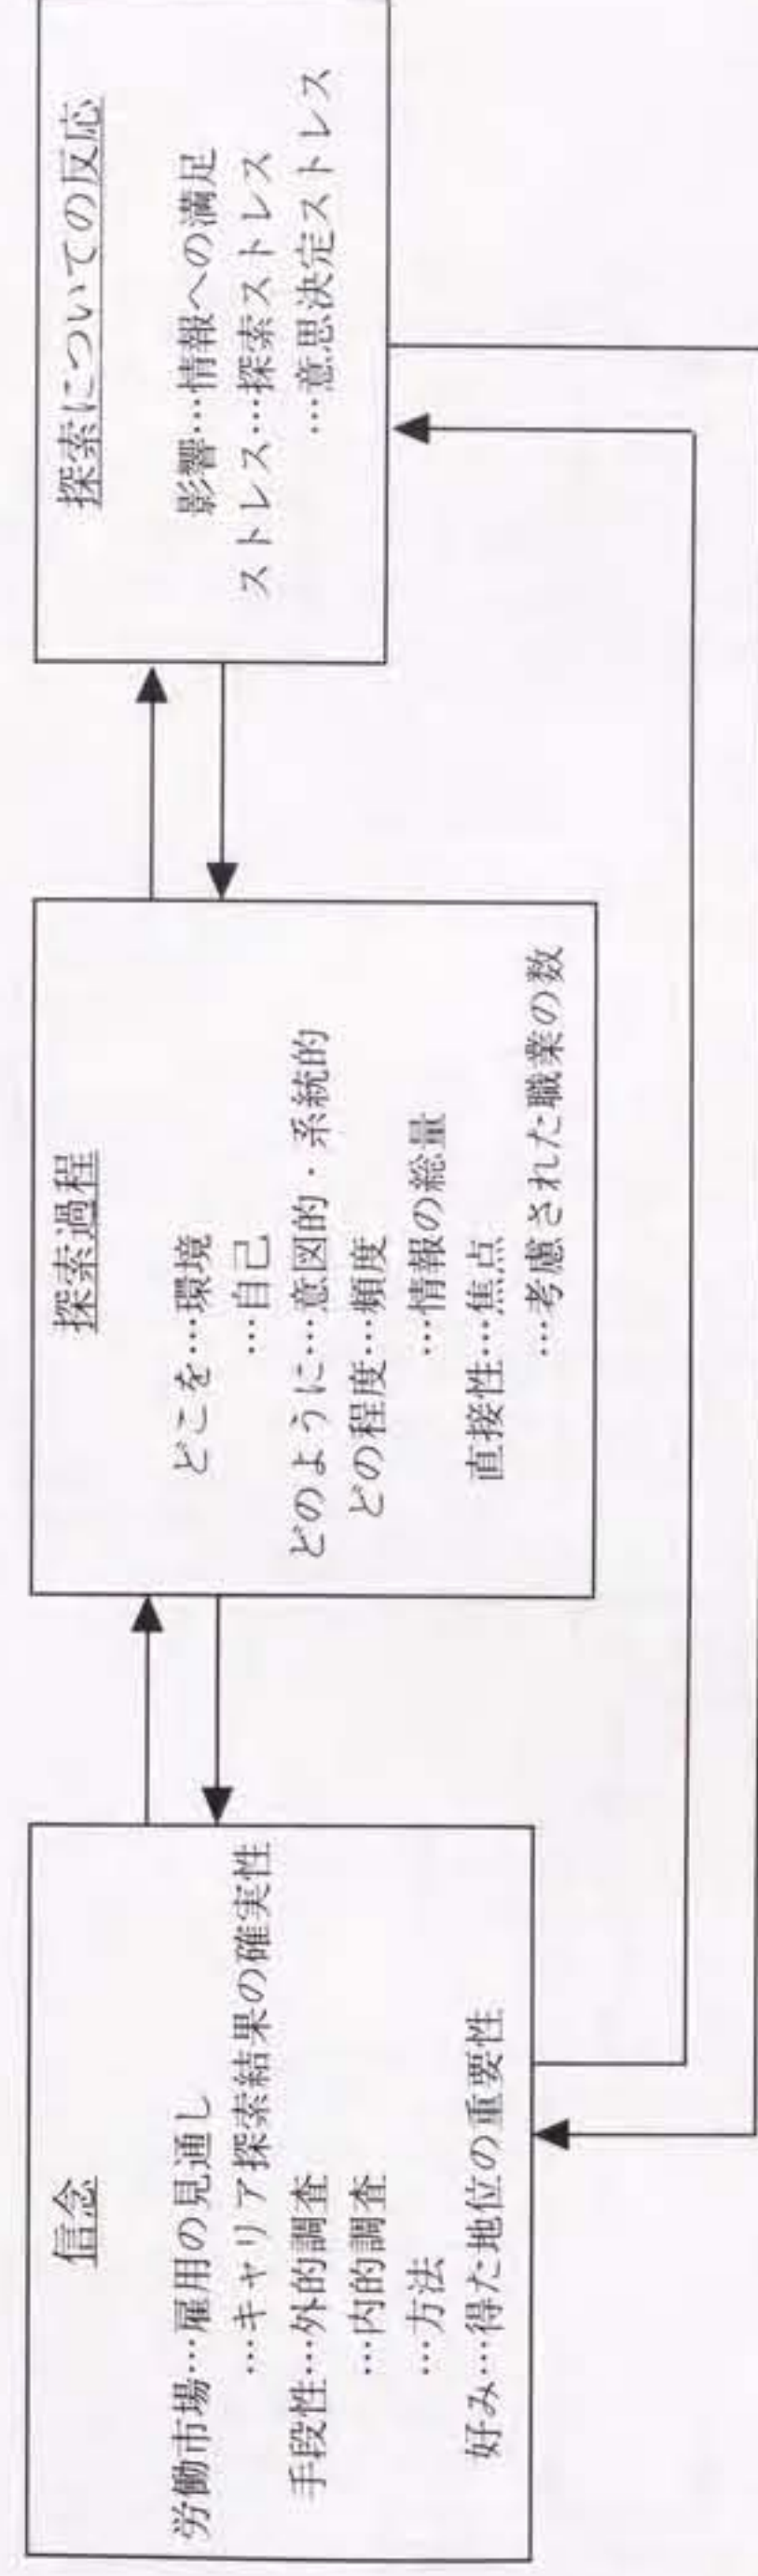 信念
労働市場…雇用の見通し
…キャリア探索結果の確実性
手段性…外的調査
…内的調査
…方法
好み…得た地位の重要性
探索過程
どこを…環境
…自己
どのように…意図的・系統的
どの程度…頻度
…情報の総量
直接性…焦点
…考慮された職業の数
探索についての反応
影響…情報への満足
ストレス…探索ストレス
…意思決定ストレス